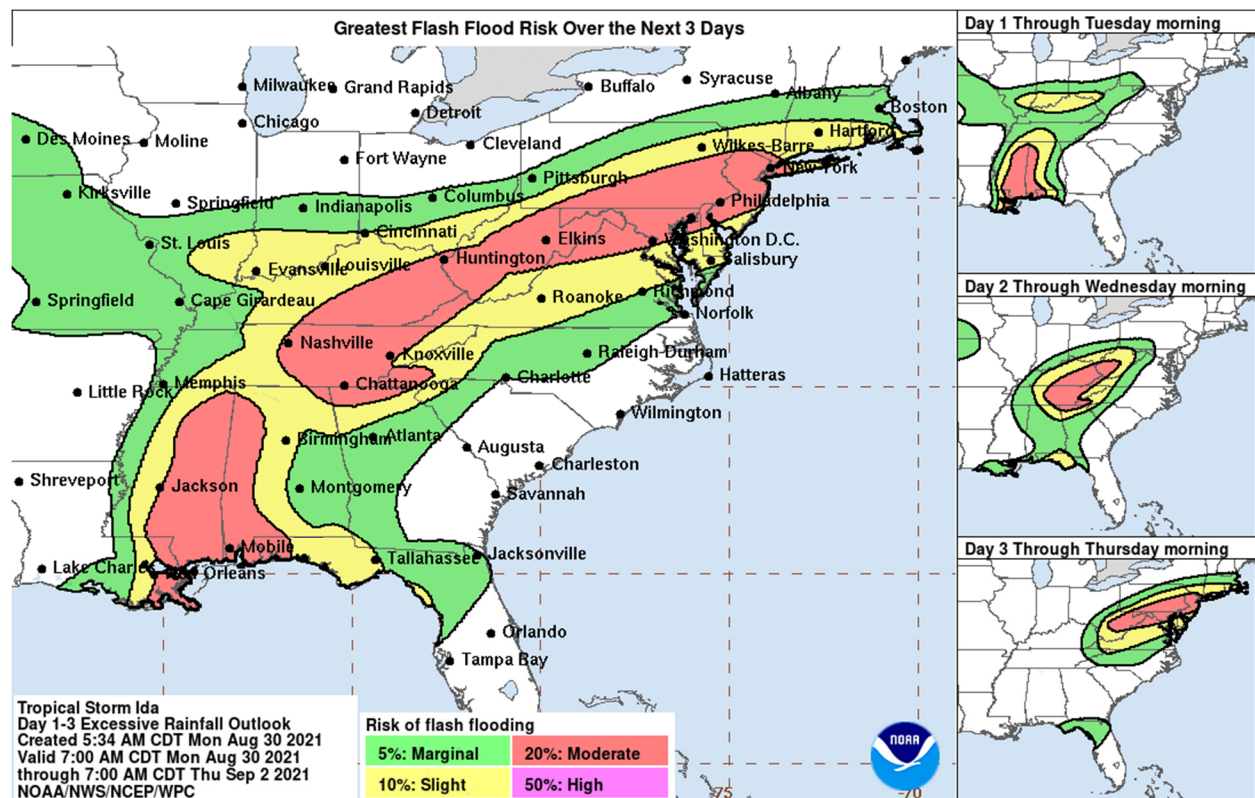 Greatest Flash Flood Risk Over the Next 3 Days
Day 1 Through Tuesday morning
Milwaukee
Grand Rapids
Buffalo
Syracuse
Albany
Detroit
Boston
Chicago
Des Moines
Moline
Cleveland
Hartford
Wilkes-Barre
Fort Wayne
New York
Pittsburgh
Kirksville
Springfield
Indianapolis
Columbus
Philadelphia
St. Louis
Cincinnati
Elkins
Washington D.C.
Evansville
Louisville
Huntington
Salisbury
Day 2 Through Wednesday morning
Springfield
Cape Girardeau
Roanoke
Richmond
Norfolk
Nashville
Knoxville
Raleigh-Durham
Little Rock
Memphis
Chattanooga
Charlotte
Hatteras
Wilmington
Birmingham
Atlanta
Augusta
Charleston
Shreveport
Jackson
Montgomery
Savannah
Day 3 Through Thursday morning
Mobile
Tallahassee
Jacksonville
Lake Charles
New Orleans
Orlando
Tampa Bay
Tropical Storm Ida
Day 1-3 Excessive Rainfall Outlook
Created 5:34 AM CDT Mon Aug 30 2021
Valid 7:00 AM CDT Mon Aug 30 2021
through 7:00 AM CDT Thu Sep 2 2021
NOAA/NWS/NCEP/WPC
Risk of flash flooding
5%: Marginal
20%: Moderate
10%: Slight
50%: High
NOAA
-75
-70